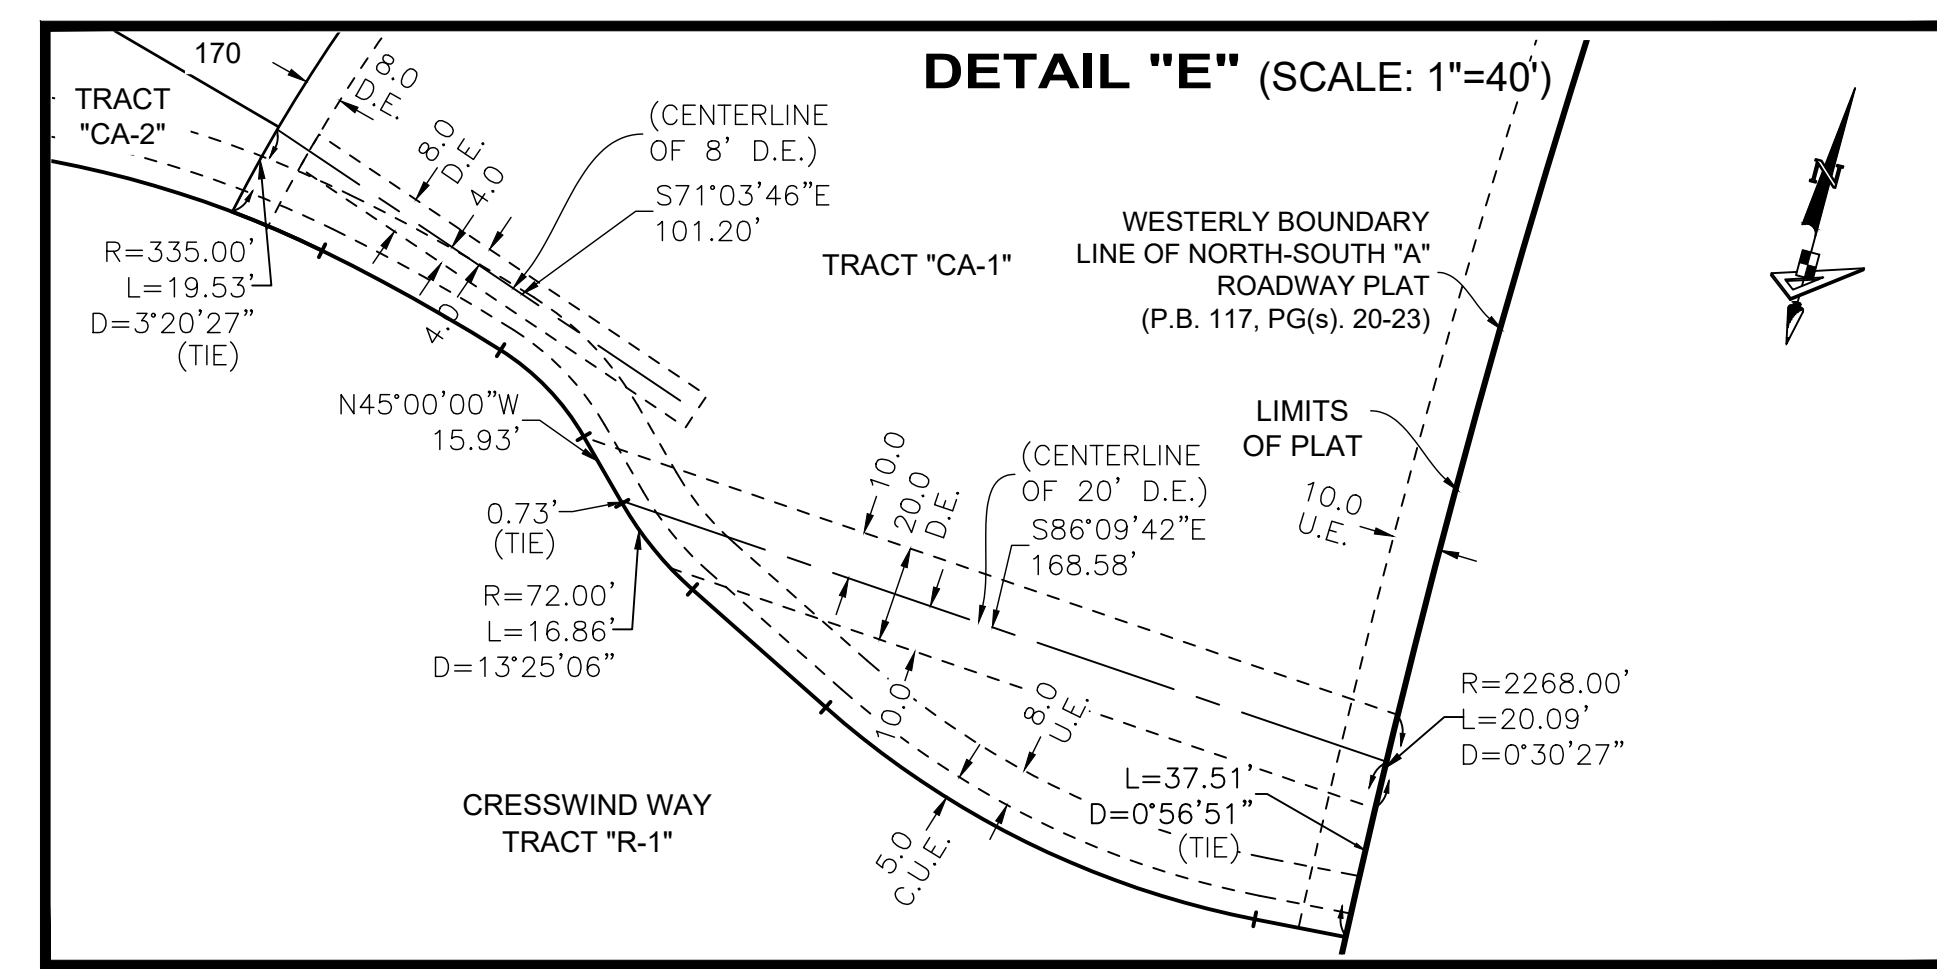 DETAIL "E" (SCALE: 1"=40')
170
TRACT
"CA-2"
8.0
D.E.
8.0
D.E.
4.0
4.0
(CENTERLINE
OF 8' D.E.)
S71°03'46"E
101.20'
TRACT "CA-1"
WESTERLY BOUNDARY
LINE OF NORTH-SOUTH "A"
ROADWAY PLAT
(P.B. 117, PG(s). 20-23)
N
R=335.00'
L=19.53'
D=3°20'27"
(TIE)
N45°00'00"W
15.93'
LIMITS
OF PLAT
10.0
20.0
D.E.
(CENTERLINE
OF 20' D.E.)
S86°09'42"E
168.58'
10.0
U.E.
0.73'
(TIE)
R=72.00'
L=16.86'
D=13°25'06"
10.0
8.0
U.E.
R=2268.00'
L=20.09'
D=0°30'27"
L=37.51'
D=0°56'51"
(TIE)
CRESSWIND WAY
TRACT "R-1"
5.0
C.U.E.